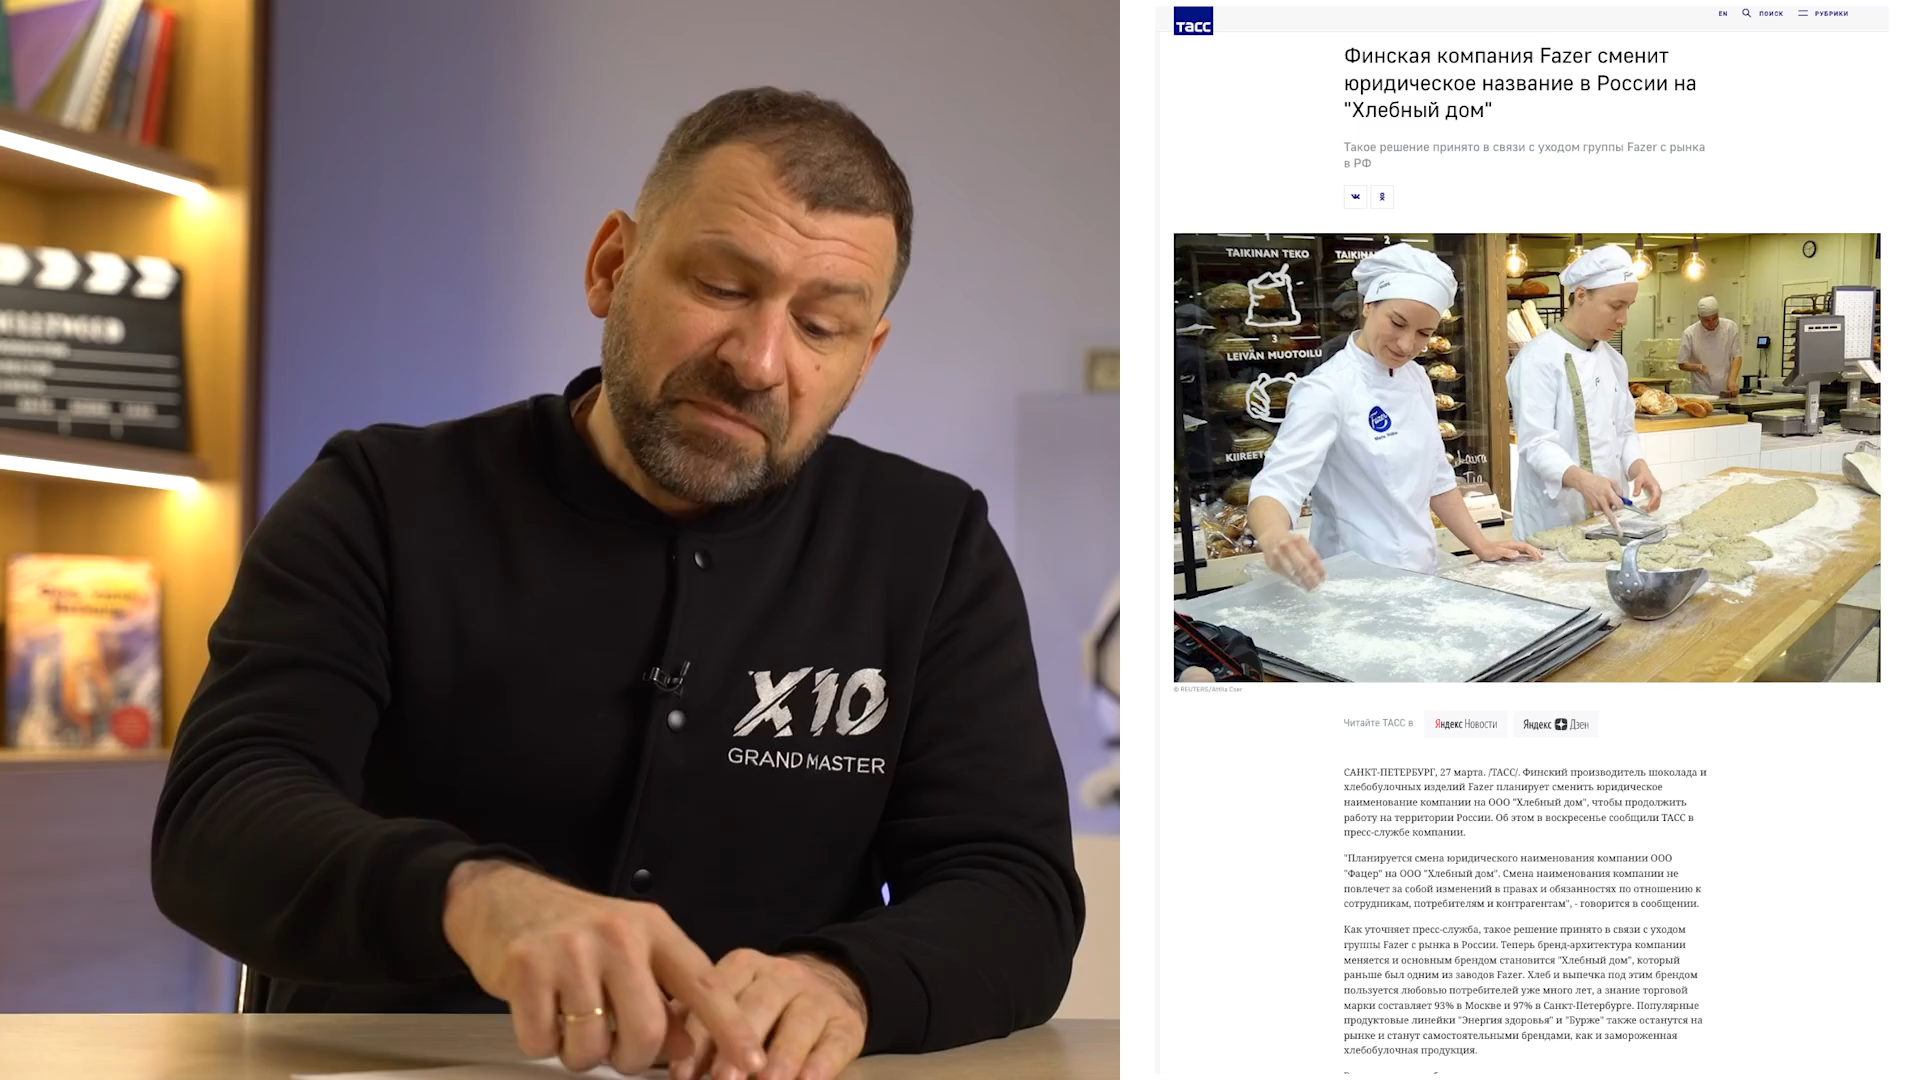 X10
GRAND MASTER
тасс
EN
ПОИСК
РУБРИКИ
Финская компания Fazer сменит
юридическое название в России на
"Хлебный дом"
Такое решение принято в связи с уходом группы Fazer с рынка
в РФ
TAIKINAN TEKO
2
3
LEIVÄN MUOTOILU
Fazer
© REUTERS/Attila Cser
Читайте ТАСС в
Яндекс Новости
Яндекс Дзен
САНКТ-ПЕТЕРБУРГ, 27 марта. /ТАСС/. Финский производитель шоколада и
хлебобулочных изделий Fazer планирует сменить юридическое
наименование компании на ООО "Хлебный дом", чтобы продолжить
работу на территории России. Об этом в воскресенье сообщили ТАСС в
пресс-службе компании.
"Планируется смена юридического наименования компании ООО
"Фацер" на ООО "Хлебный дом". Смена наименования компании не
повлечет за собой изменений в правах и обязанностях по отношению к
сотрудникам, потребителям и контрагентам", - говорится в сообщении.
Как уточняет пресс-служба, такое решение принято в связи с уходом
группы Fazer с рынка в России. Теперь бренд-архитектура компании
меняется и основным брендом становится "Хлебный дом", который
раньше был одним из заводов Fazer. Хлеб и выпечка под этим брендом
пользуется любовью потребителей уже много лет, а знание торговой
марки составляет 93% в Москве и 97% в Санкт-Петербурге. Популярные
продуктовые линейки "Энергия здоровья" и "Бурже" также останутся на
рынке и станут самостоятельными брендами, как и замороженная
хлебобулочная продукция.